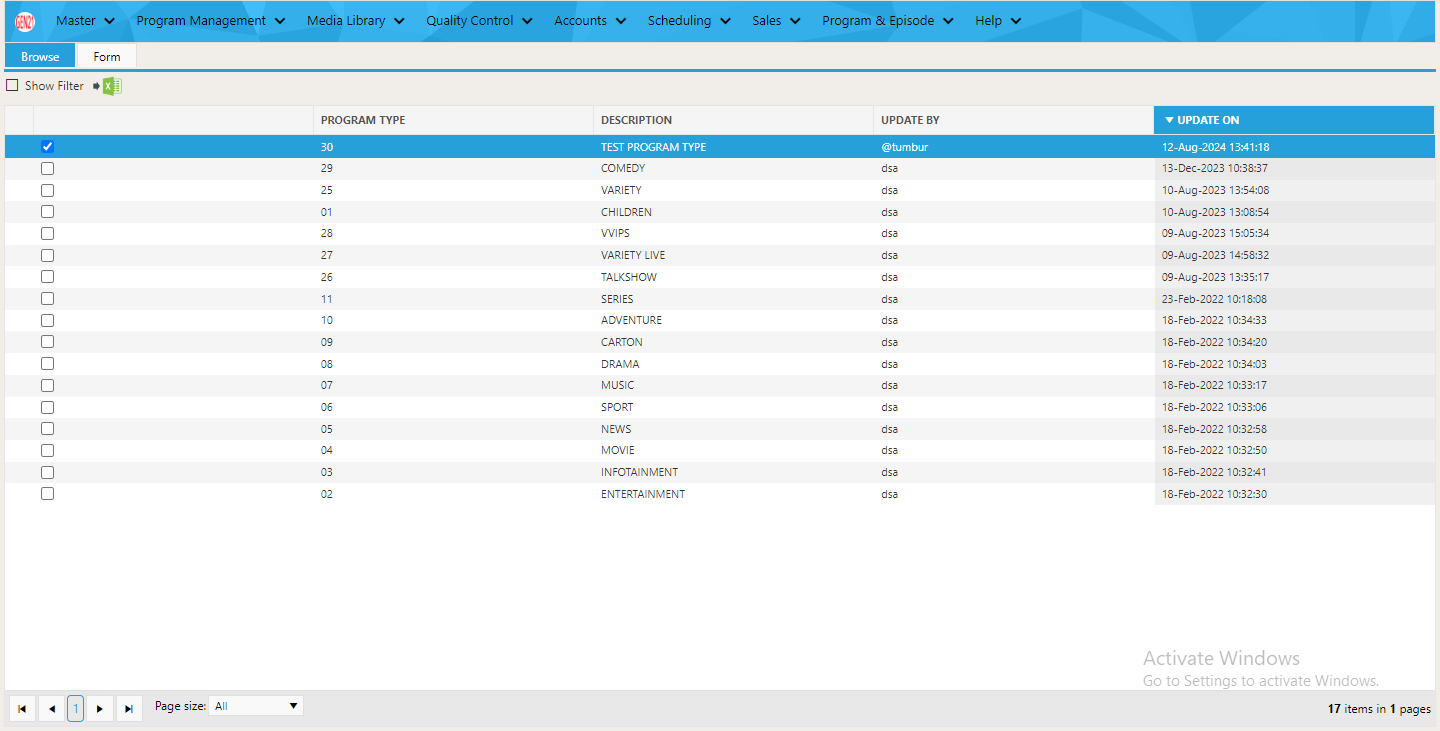 GEN21 Master Program Management Media Library Quality Control Accounts Scheduling Sales Program & Episode Help
Browse Form
Show Filter
PROGRAM TYPE DESCRIPTION UPDATE BY UPDATE ON
30 TEST PROGRAM TYPE @tumbur 12-Aug-2024 13:41:18
29 COMEDY dsa 13-Dec-2023 10:38:37
25 VARIETY dsa 10-Aug-2023 13:54:08
01 CHILDREN dsa 10-Aug-2023 13:08:54
28 VVIPS dsa 09-Aug-2023 15:05:34
27 VARIETY LIVE dsa 09-Aug-2023 14:58:32
26 TALKSHOW dsa 09-Aug-2023 13:35:17
11 SERIES dsa 23-Feb-2022 10:18:08
10 ADVENTURE dsa 18-Feb-2022 10:34:33
09 CARTON dsa 18-Feb-2022 10:34:20
08 DRAMA dsa 18-Feb-2022 10:34:03
07 MUSIC dsa 18-Feb-2022 10:33:17
06 SPORT dsa 18-Feb-2022 10:33:06
05 NEWS dsa 18-Feb-2022 10:32:58
04 MOVIE dsa 18-Feb-2022 10:32:50
03 INFOTAINMENT dsa 18-Feb-2022 10:32:41
02 ENTERTAINMENT dsa 18-Feb-2022 10:32:30
Activate Windows
Go to Settings to activate Windows.
1 Page size: All 17 items in 1 pages